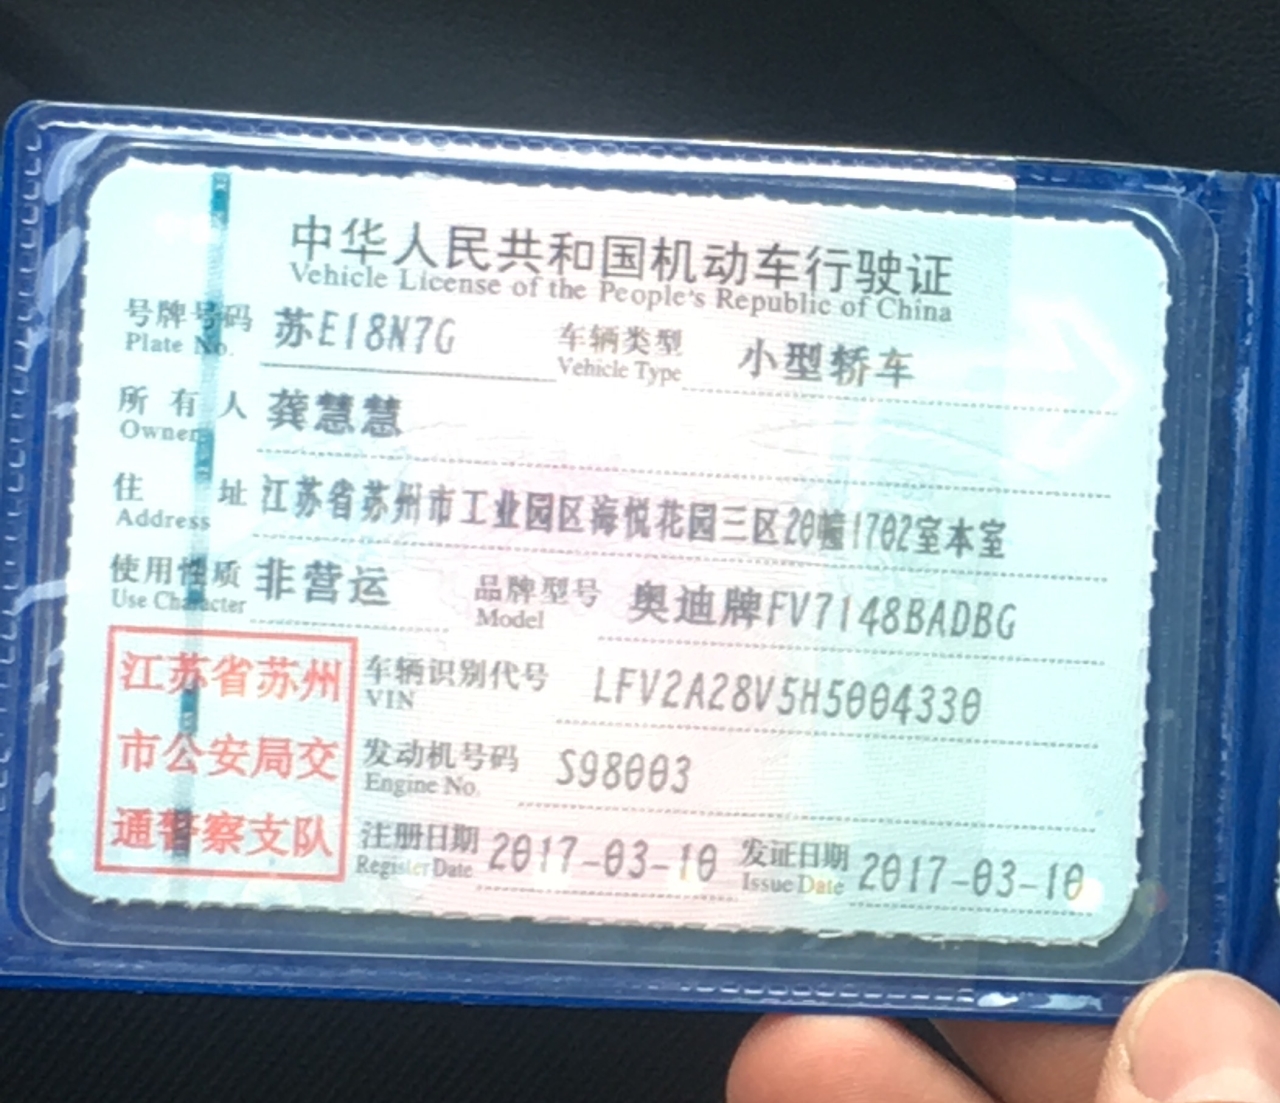 中华人民共和国机动车行驶证
Vehicle License of the People's Republic of China
号牌号码 苏E18N7G 车辆类型 小型轿车
Plate No. Vehicle Type
所有人 龚慧慧
Owner
住址 江苏省苏州市工业园区海悦花园三区20幢1702室本室
Address
使用性质 非营运 品牌型号 奥迪牌FV7148BADBG
Use Character Model
江苏省苏州
市公安局交
通警察支队
车辆识别代号 LFV2A28V5H5004330
VIN
发动机号码 S98003
Engine No.
注册日期 2017-03-10 发证日期 2017-03-10
Register Date Issue Date